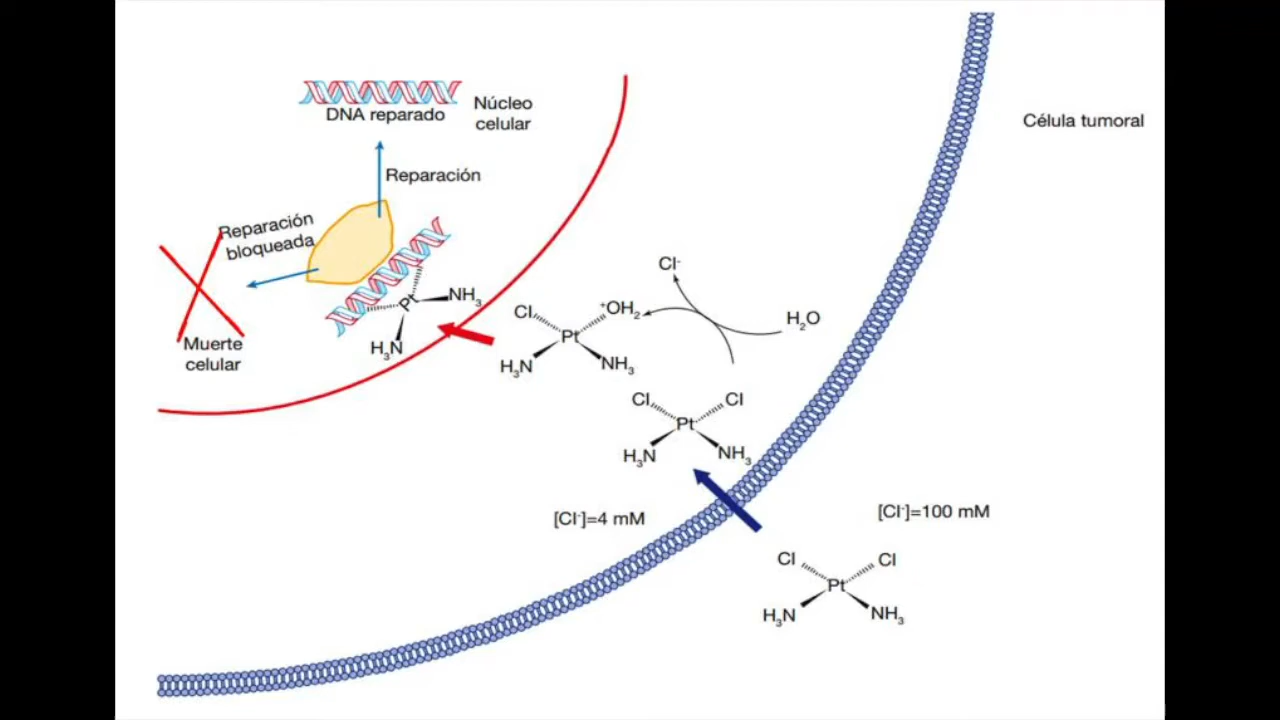 DNA reparado
Núcleo
celular
Célula tumoral
Reparación
Reparación
bloqueada
Muerte
celular
Pt
NH₃
H₃N
Cl
⁺OH₂
Pt
H₃N
NH₃
Cl⁻
H₂O
Cl
Cl
Pt
H₃N
NH₃
[Cl⁻]=4 mM
[Cl⁻]=100 mM
Cl
Cl
Pt
H₃N
NH₃